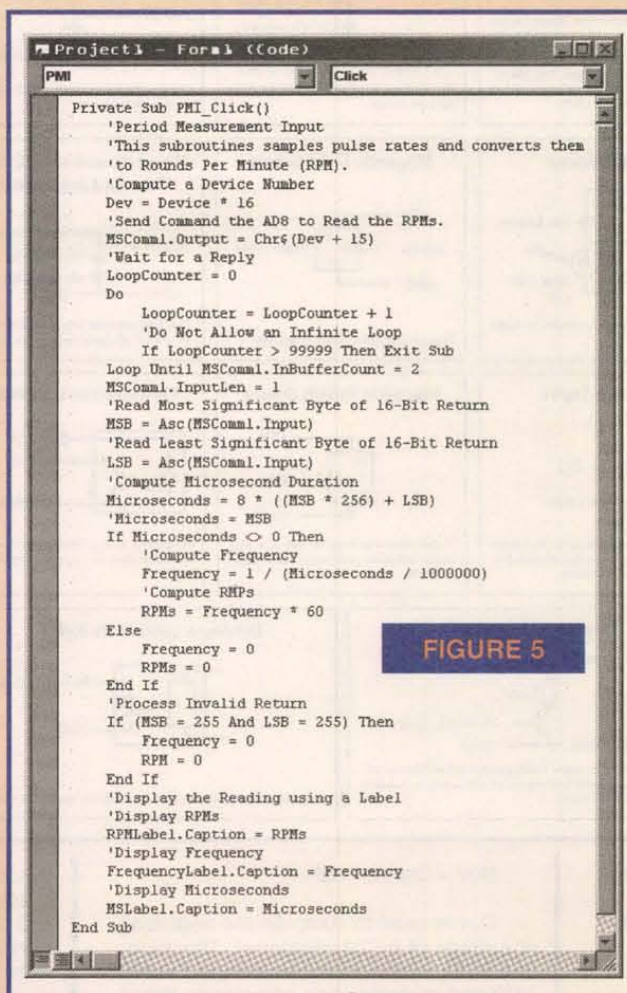 Project1 - Form1 (Code)
PMI Click
Private Sub PMI_Click()
'Period Measurement Input
'This subroutines samples pulse rates and converts them
'to Rounds Per Minute (RPM).
'Compute a Device Number
Dev = Device * 16
'Send Command the AD8 to Read the RPMs.
MSComm1.Output = Chr$(Dev + 15)
'Wait for a Reply
LoopCounter = 0
Do
LoopCounter = LoopCounter + 1
'Do Not Allow an Infinite Loop
If LoopCounter > 99999 Then Exit Sub
Loop Until MSComm1.InBufferCount = 2
MSComm1.InputLen = 1
'Read Most Significant Byte of 16-Bit Return
MSB = Asc(MSComm1.Input)
'Read Least Significant Byte of 16-Bit Return
LSB = Asc(MSComm1.Input)
'Compute Microsecond Duration
Microseconds = 8 * ((MSB * 256) + LSB)
'Microseconds = MSB
If Microseconds <> 0 Then
'Compute Frequency
Frequency = 1 / (Microseconds / 1000000)
'Compute RMPs
RPMs = Frequency * 60
Else
Frequency = 0
RPMs = 0
End If
FIGURE 5
'Process Invalid Return
If (MSB = 255 And LSB = 255) Then
Frequency = 0
RPM = 0
End If
'Display the Reading using a Label
'Display RPMs
RPMLabel.Caption = RPMs
'Display Frequency
FrequencyLabel.Caption = Frequency
'Display Microseconds
MSLabel.Caption = Microseconds
End Sub